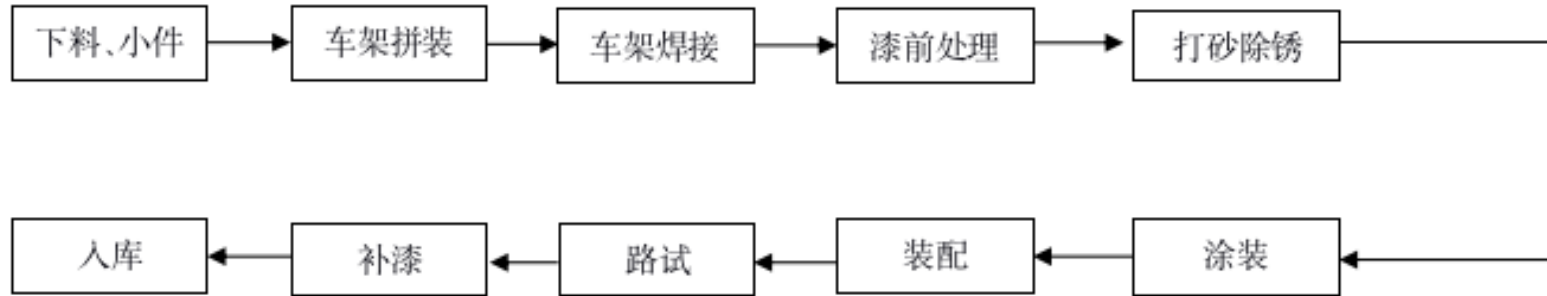 下料、小件
车架拼装
车架焊接
漆前处理
打砂除锈
涂装
装配
路试
补漆
入库